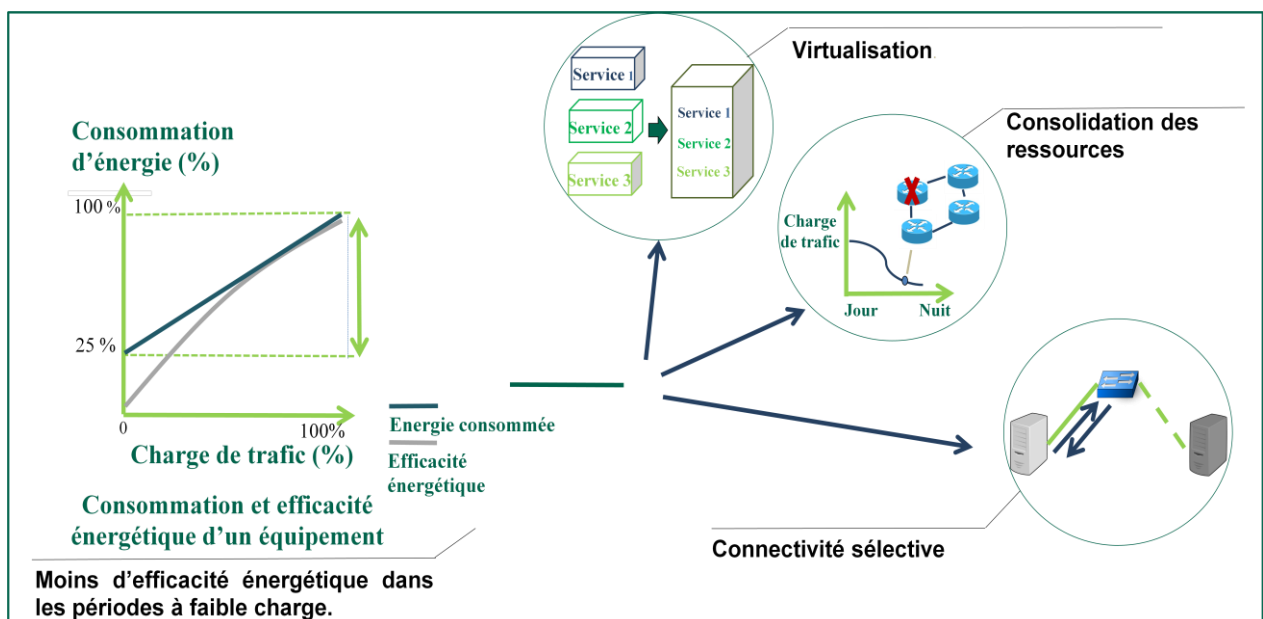 Virtualisation
Service 1
Service 2
Service 3
Service 1
Service 2
Service 3
Consolidation des
ressources
Charge
de trafic
Jour
Nuit
Consommation
d’énergie (%)
100 %
25 %
0
100%
Charge de trafic (%)
Energie consommée
Efficacité
énergétique
Consommation et efficacité
énergétique d’un équipement
Moins d’efficacité énergétique dans
les périodes à faible charge.
Connectivité sélective